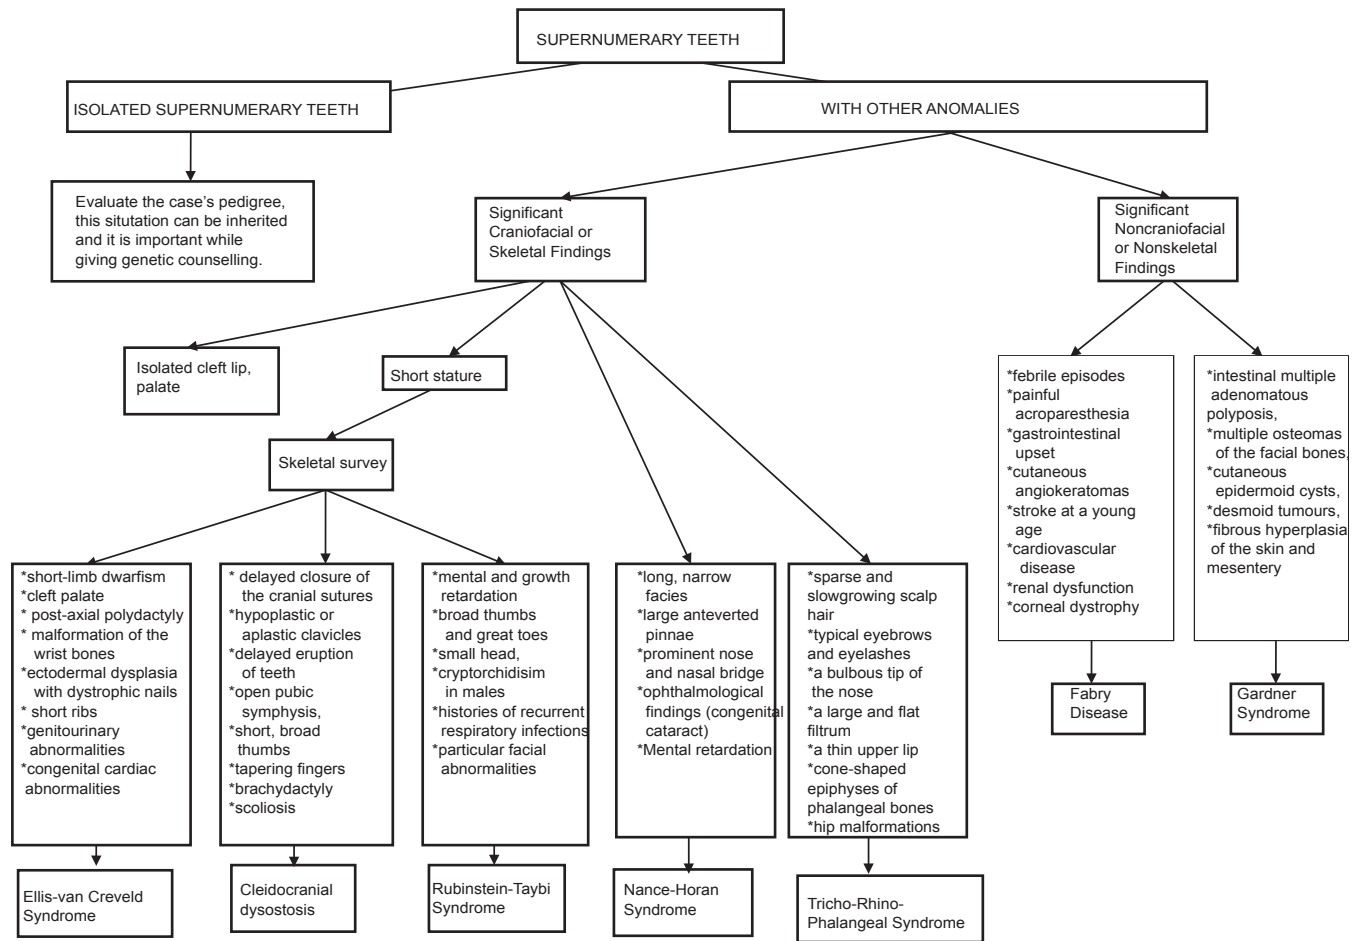 SUPERNUMERARY TEETH
ISOLATED SUPERNUMERARY TEETH
WITH OTHER ANOMALIES
Evaluate the case's pedigree,
this situtation can be inherited
and it is important while
giving genetic counselling.
Significant
Craniofacial or
Skeletal Findings
Significant
Noncraniofacial
or Nonskeletal
Findings
Isolated cleft lip,
palate
Short stature
Skeletal survey
*febrile episodes
*painful
acroparesthesia
*gastrointestinal
upset
*cutaneous
angiokeratomas
*stroke at a young
age
*cardiovascular
disease
*renal dysfunction
*corneal dystrophy
*intestinal multiple
adenomatous
polyposis,
*multiple osteomas
of the facial bones,
*cutaneous
epidermoid cysts,
*desmoid tumours,
*fibrous hyperplasia
of the skin and
mesentery
*short-limb dwarfism
*cleft palate
* post-axial polydactyly
* malformation of the
wrist bones
*ectodermal dysplasia
with dystrophic nails
* short ribs
*genitourinary
abnormalities
*congenital cardiac
abnormalities
* delayed closure of
the cranial sutures
*hypoplastic or
aplastic clavicles
*delayed eruption
of teeth
*open pubic
symphysis,
*short, broad
thumbs
*tapering fingers
*brachydactyly
*scoliosis
*mental and growth
retardation
*broad thumbs
and great toes
*small head,
*cryptorchidisim
in males
*histories of recurrent
respiratory infections
*particular facial
abnormalities
*long, narrow
facies
*large anteverted
pinnae
*prominent nose
and nasal bridge
*ophthalmological
findings (congenital
cataract)
*Mental retardation
*sparse and
slowgrowing scalp
hair
*typical eyebrows
and eyelashes
*a bulbous tip of
the nose
*a large and flat
filtrum
*a thin upper lip
*cone-shaped
epiphyses of
phalangeal bones
*hip malformations
Fabry
Disease
Gardner
Syndrome
Ellis-van Creveld
Syndrome
Cleidocranial
dysostosis
Rubinstein-Taybi
Syndrome
Nance-Horan
Syndrome
Tricho-Rhino-
Phalangeal Syndrome